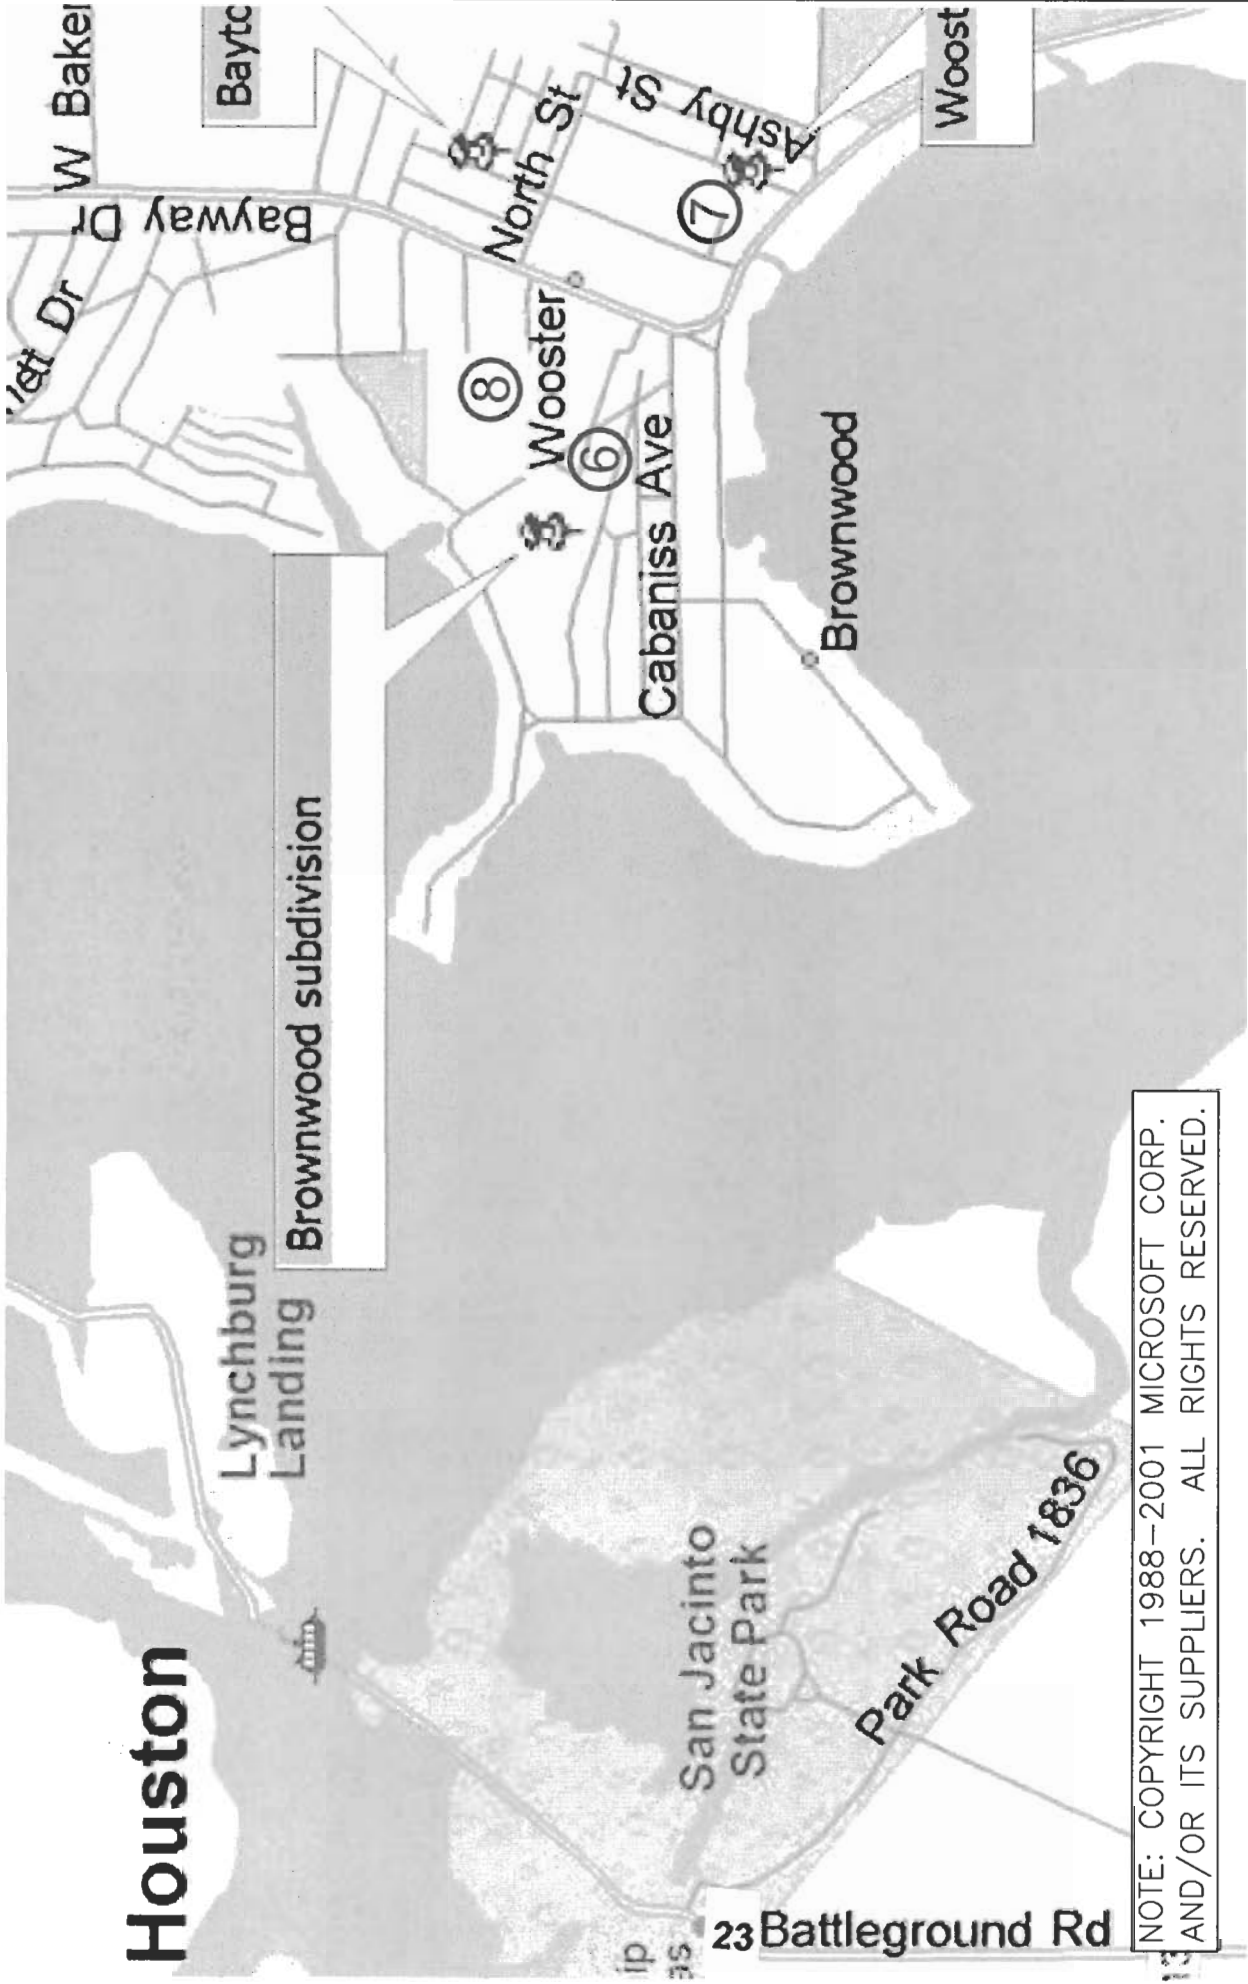 Houston
Lynchburg
Landing
Brownwood subdivision
W Baker
Bayway Dr
North St
Ashby St
Wooster
8
6
7
Cabaniss Ave
Brownwood
San Jacinto
State Park
Park Road 1836
23 Battleground Rd
NOTE: COPYRIGHT 1988–2001 MICROSOFT CORP.
AND/OR ITS SUPPLIERS. ALL RIGHTS RESERVED.